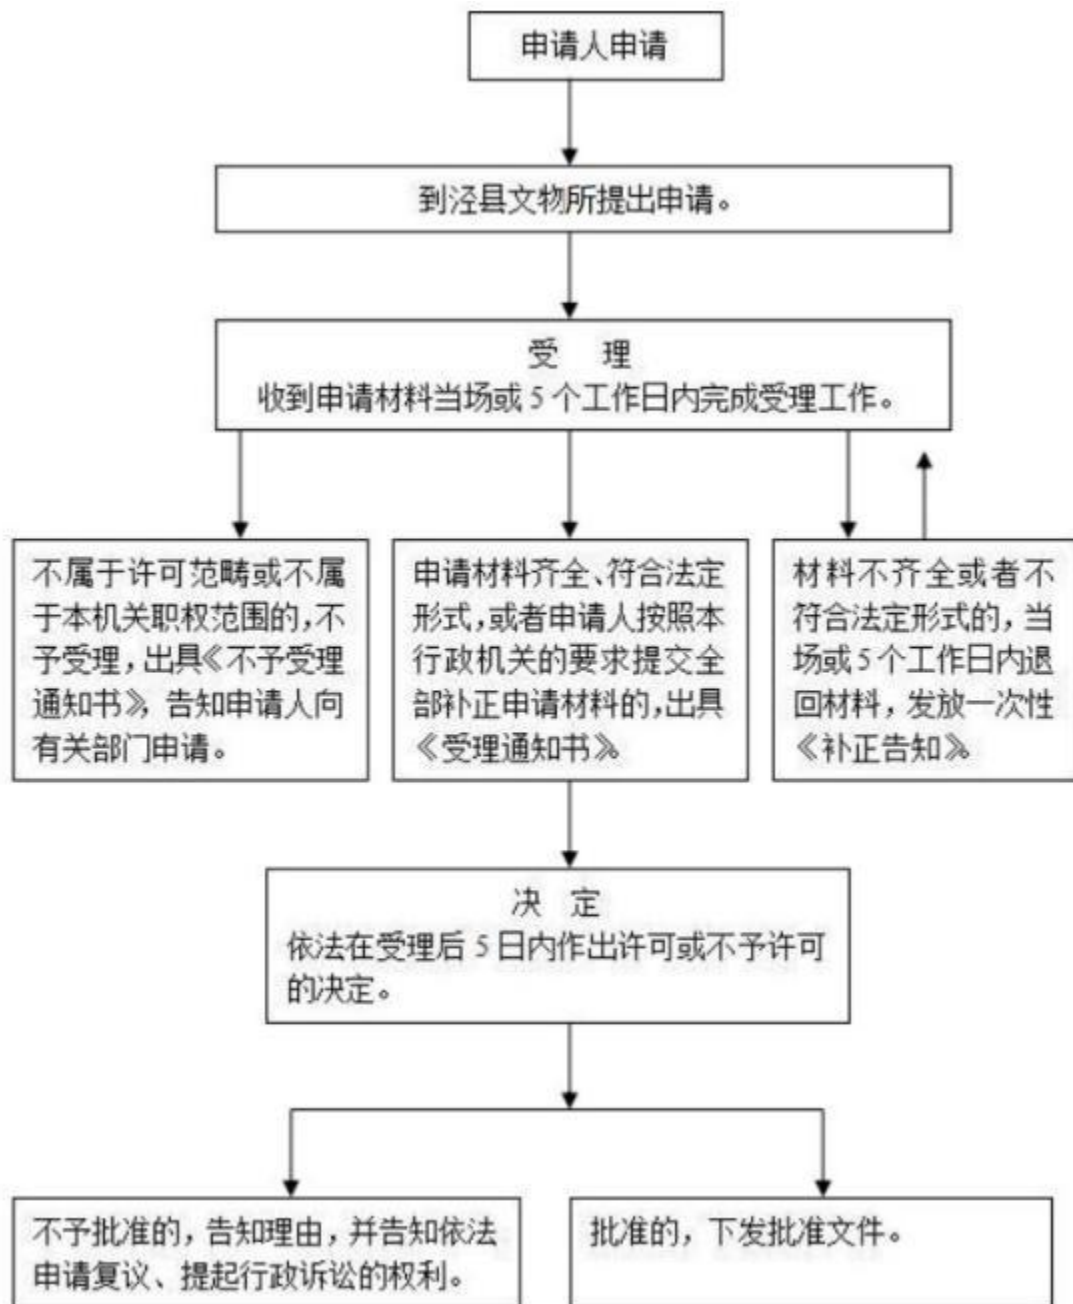 申请人申请
到泾县文物所提出申请。
受 理
收到申请材料当场或5个工作日内完成受理工作。
不属于许可范畴或不属
于本机关职权范围的,不
予受理,出具《不予受理
通知书》,告知申请人向
有关部门申请。
申请材料齐全、符合法定
形式,或者申请人按照本
行政机关的要求提交全
部补正申请材料的,出具
《受理通知书》。
材料不齐全或者不
符合法定形式的,当
场或5个工作日内退
回材料,发放一次性
《补正告知》。
决 定
依法在受理后5日内作出许可或不予许可
的决定。
不予批准的,告知理由,并告知依法
申请复议、提起行政诉讼的权利。
批准的,下发批准文件。